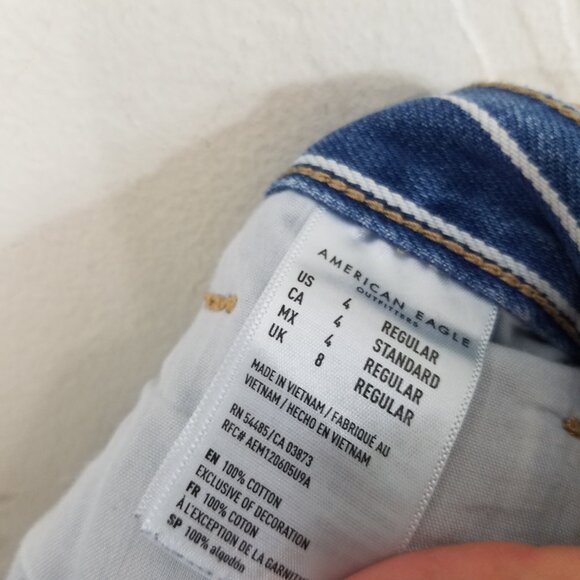 AMERICAN EAGLE
OUTFITTERS
US 4 REGULAR
CA 4 STANDARD
MX 4 REGULAR
UK 8 REGULAR
MADE IN VIETNAM / FABRIQUÉ AU
VIETNAM / HECHO EN VIETNAM
RN 54485 / CA 03873
RFC# AEM120605U9A
EN 100% COTTON
EXCLUSIVE OF DECORATION
FR 100% COTON
À L'EXCEPTION DE LA GARNITURE
SP 100% algodón